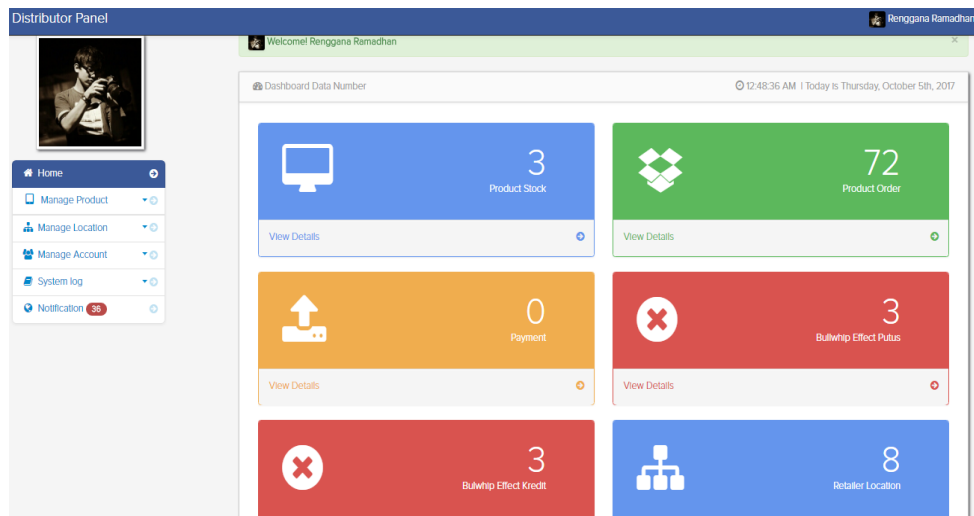 Distributor Panel
Renggana Ramadhan
Welcome! Renggana Ramadhan
×
Dashboard Data Number
12:48:36 AM | Today is Thursday, October 5th, 2017
Home
Manage Product
Manage Location
Manage Account
System log
Notification 36
3
Product Stock
View Details
72
Product Order
View Details
0
Payment
View Details
3
Bullwhip Effect Putus
View Details
3
Bulwhip Effect Kredit
8
Retailer Location